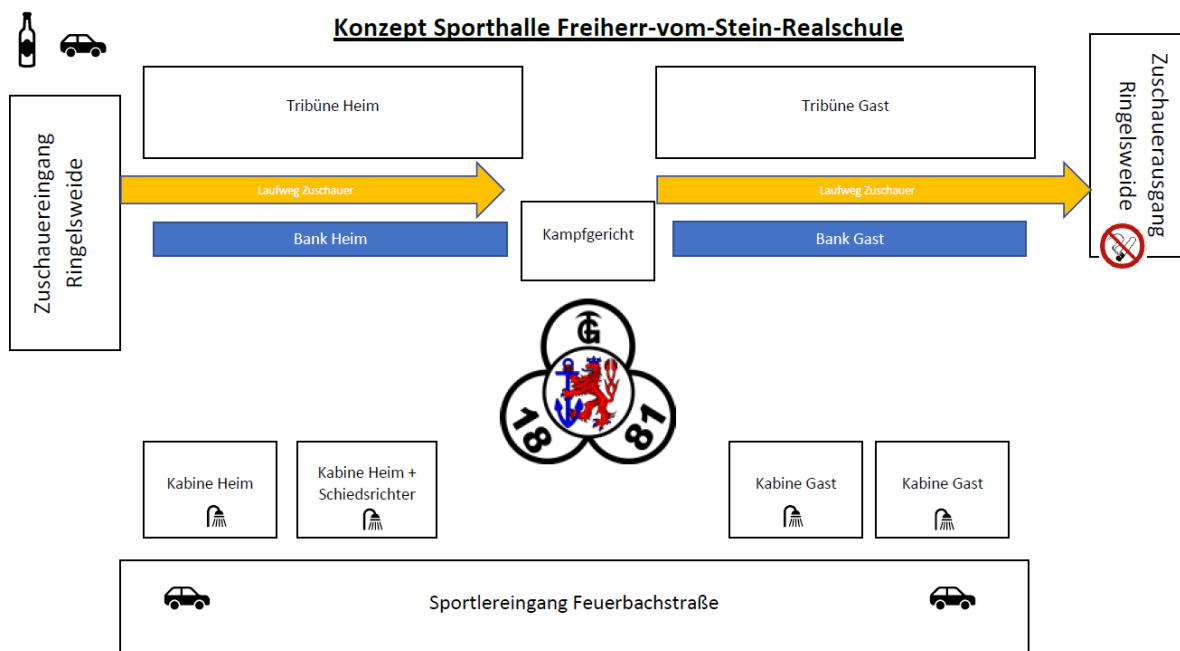 Konzept Sporthalle Freiherr-vom-Stein-Realschule
Zuschauereingang
Ringelsweide
Tribüne Heim
Tribüne Gast
Zuschauerausgang
Ringelsweide
Laufweg Zuschauer
Laufweg Zuschauer
Bank Heim
Kampfgericht
Bank Gast
TG
18
81
Kabine Heim
Kabine Heim +
Schiedsrichter
Kabine Gast
Kabine Gast
Sportlereingang Feuerbachstraße